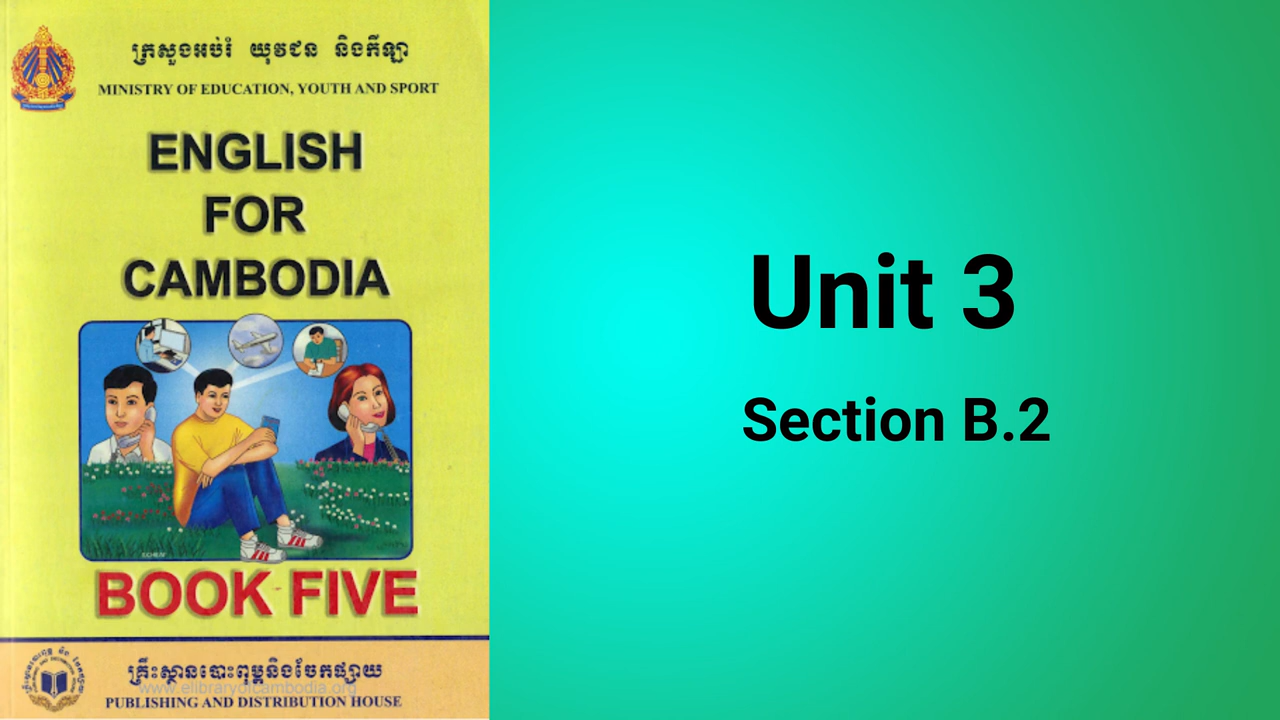 ក្រសួងអប់រំ យុវជន និងកីឡា
MINISTRY OF EDUCATION, YOUTH AND SPORT
ENGLISH
FOR
CAMBODIA
BOOK FIVE
គ្រឹះស្ថានបោះពុម្ពនិងចែកផ្សាយ
www.elibraryofcambodia.org
PUBLISHING AND DISTRIBUTION HOUSE
Unit 3
Section B.2